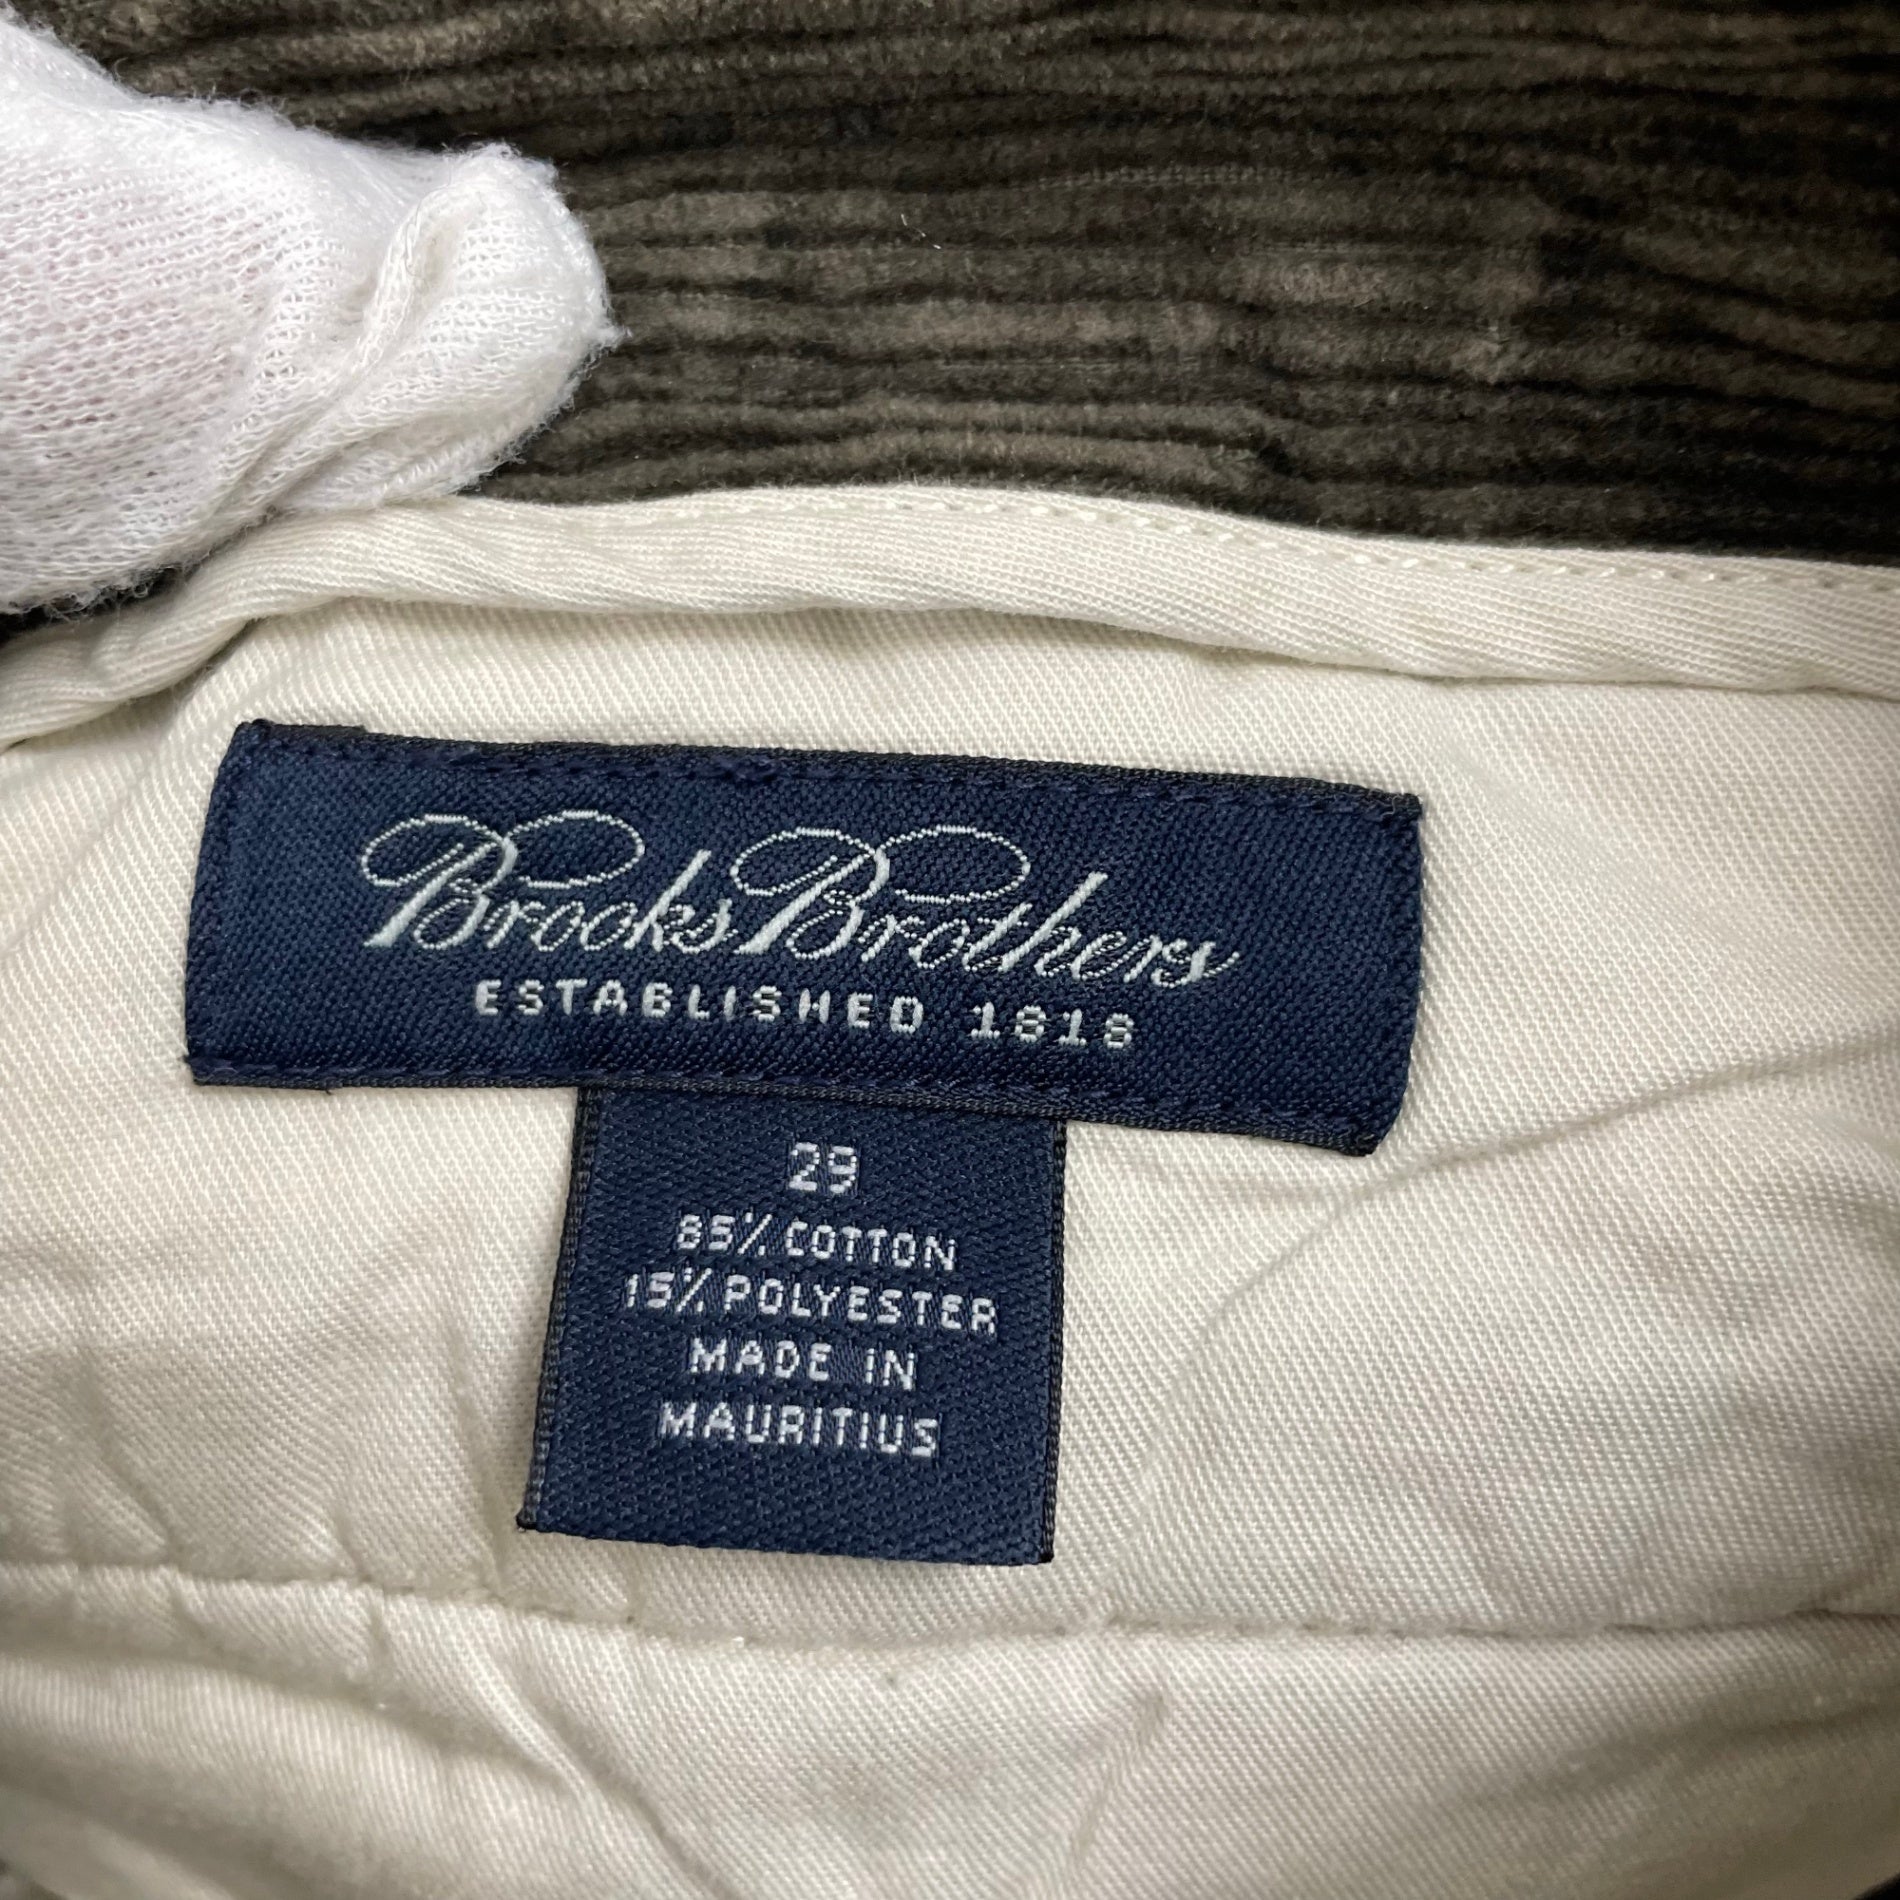 Brooks Brothers
ESTABLISHED 1818
29
85% COTTON
15% POLYESTER
MADE IN
MAURITIUS